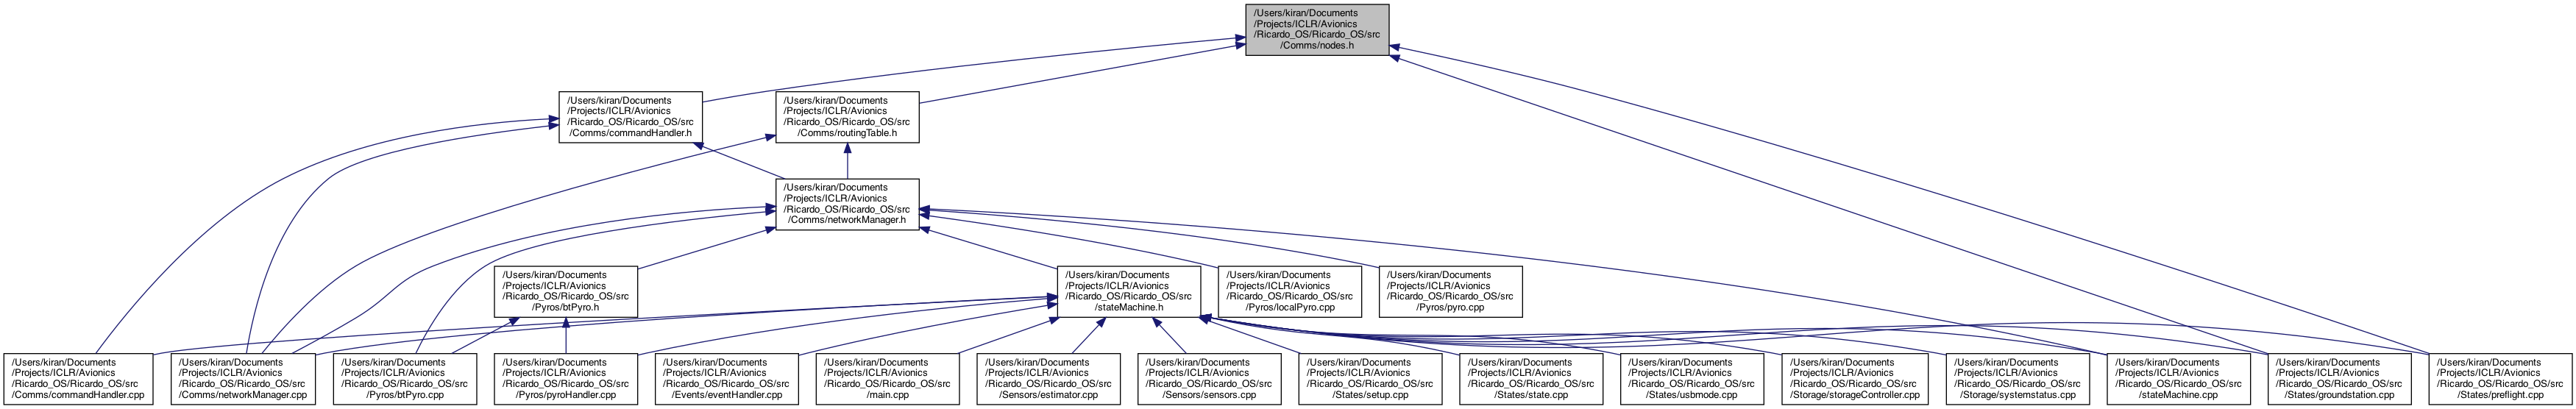 /Users/kiran/Documents
/Projects/ICLR/Avionics
/Ricardo_OS/Ricardo_OS/src
/Comms/nodes.h
/Users/kiran/Documents
/Projects/ICLR/Avionics
/Ricardo_OS/Ricardo_OS/src
/Comms/commandHandler.h
/Users/kiran/Documents
/Projects/ICLR/Avionics
/Ricardo_OS/Ricardo_OS/src
/Comms/routingTable.h
/Users/kiran/Documents
/Projects/ICLR/Avionics
/Ricardo_OS/Ricardo_OS/src
/Comms/networkManager.h
/Users/kiran/Documents
/Projects/ICLR/Avionics
/Ricardo_OS/Ricardo_OS/src
/Pyros/btPyro.h
/Users/kiran/Documents
/Projects/ICLR/Avionics
/Ricardo_OS/Ricardo_OS/src
/stateMachine.h
/Users/kiran/Documents
/Projects/ICLR/Avionics
/Ricardo_OS/Ricardo_OS/src
/Pyros/localPyro.cpp
/Users/kiran/Documents
/Projects/ICLR/Avionics
/Ricardo_OS/Ricardo_OS/src
/Pyros/pyro.cpp
/Users/kiran/Documents
/Projects/ICLR/Avionics
/Ricardo_OS/Ricardo_OS/src
/Comms/commandHandler.cpp
/Users/kiran/Documents
/Projects/ICLR/Avionics
/Ricardo_OS/Ricardo_OS/src
/Comms/networkManager.cpp
/Users/kiran/Documents
/Projects/ICLR/Avionics
/Ricardo_OS/Ricardo_OS/src
/Pyros/btPyro.cpp
/Users/kiran/Documents
/Projects/ICLR/Avionics
/Ricardo_OS/Ricardo_OS/src
/Pyros/pyroHandler.cpp
/Users/kiran/Documents
/Projects/ICLR/Avionics
/Ricardo_OS/Ricardo_OS/src
/Events/eventHandler.cpp
/Users/kiran/Documents
/Projects/ICLR/Avionics
/Ricardo_OS/Ricardo_OS/src
/main.cpp
/Users/kiran/Documents
/Projects/ICLR/Avionics
/Ricardo_OS/Ricardo_OS/src
/Sensors/estimator.cpp
/Users/kiran/Documents
/Projects/ICLR/Avionics
/Ricardo_OS/Ricardo_OS/src
/Sensors/sensors.cpp
/Users/kiran/Documents
/Projects/ICLR/Avionics
/Ricardo_OS/Ricardo_OS/src
/States/setup.cpp
/Users/kiran/Documents
/Projects/ICLR/Avionics
/Ricardo_OS/Ricardo_OS/src
/States/state.cpp
/Users/kiran/Documents
/Projects/ICLR/Avionics
/Ricardo_OS/Ricardo_OS/src
/States/usbmode.cpp
/Users/kiran/Documents
/Projects/ICLR/Avionics
/Ricardo_OS/Ricardo_OS/src
/Storage/storageController.cpp
/Users/kiran/Documents
/Projects/ICLR/Avionics
/Ricardo_OS/Ricardo_OS/src
/Storage/systemstatus.cpp
/Users/kiran/Documents
/Projects/ICLR/Avionics
/Ricardo_OS/Ricardo_OS/src
/stateMachine.cpp
/Users/kiran/Documents
/Projects/ICLR/Avionics
/Ricardo_OS/Ricardo_OS/src
/States/groundstation.cpp
/Users/kiran/Documents
/Projects/ICLR/Avionics
/Ricardo_OS/Ricardo_OS/src
/States/preflight.cpp